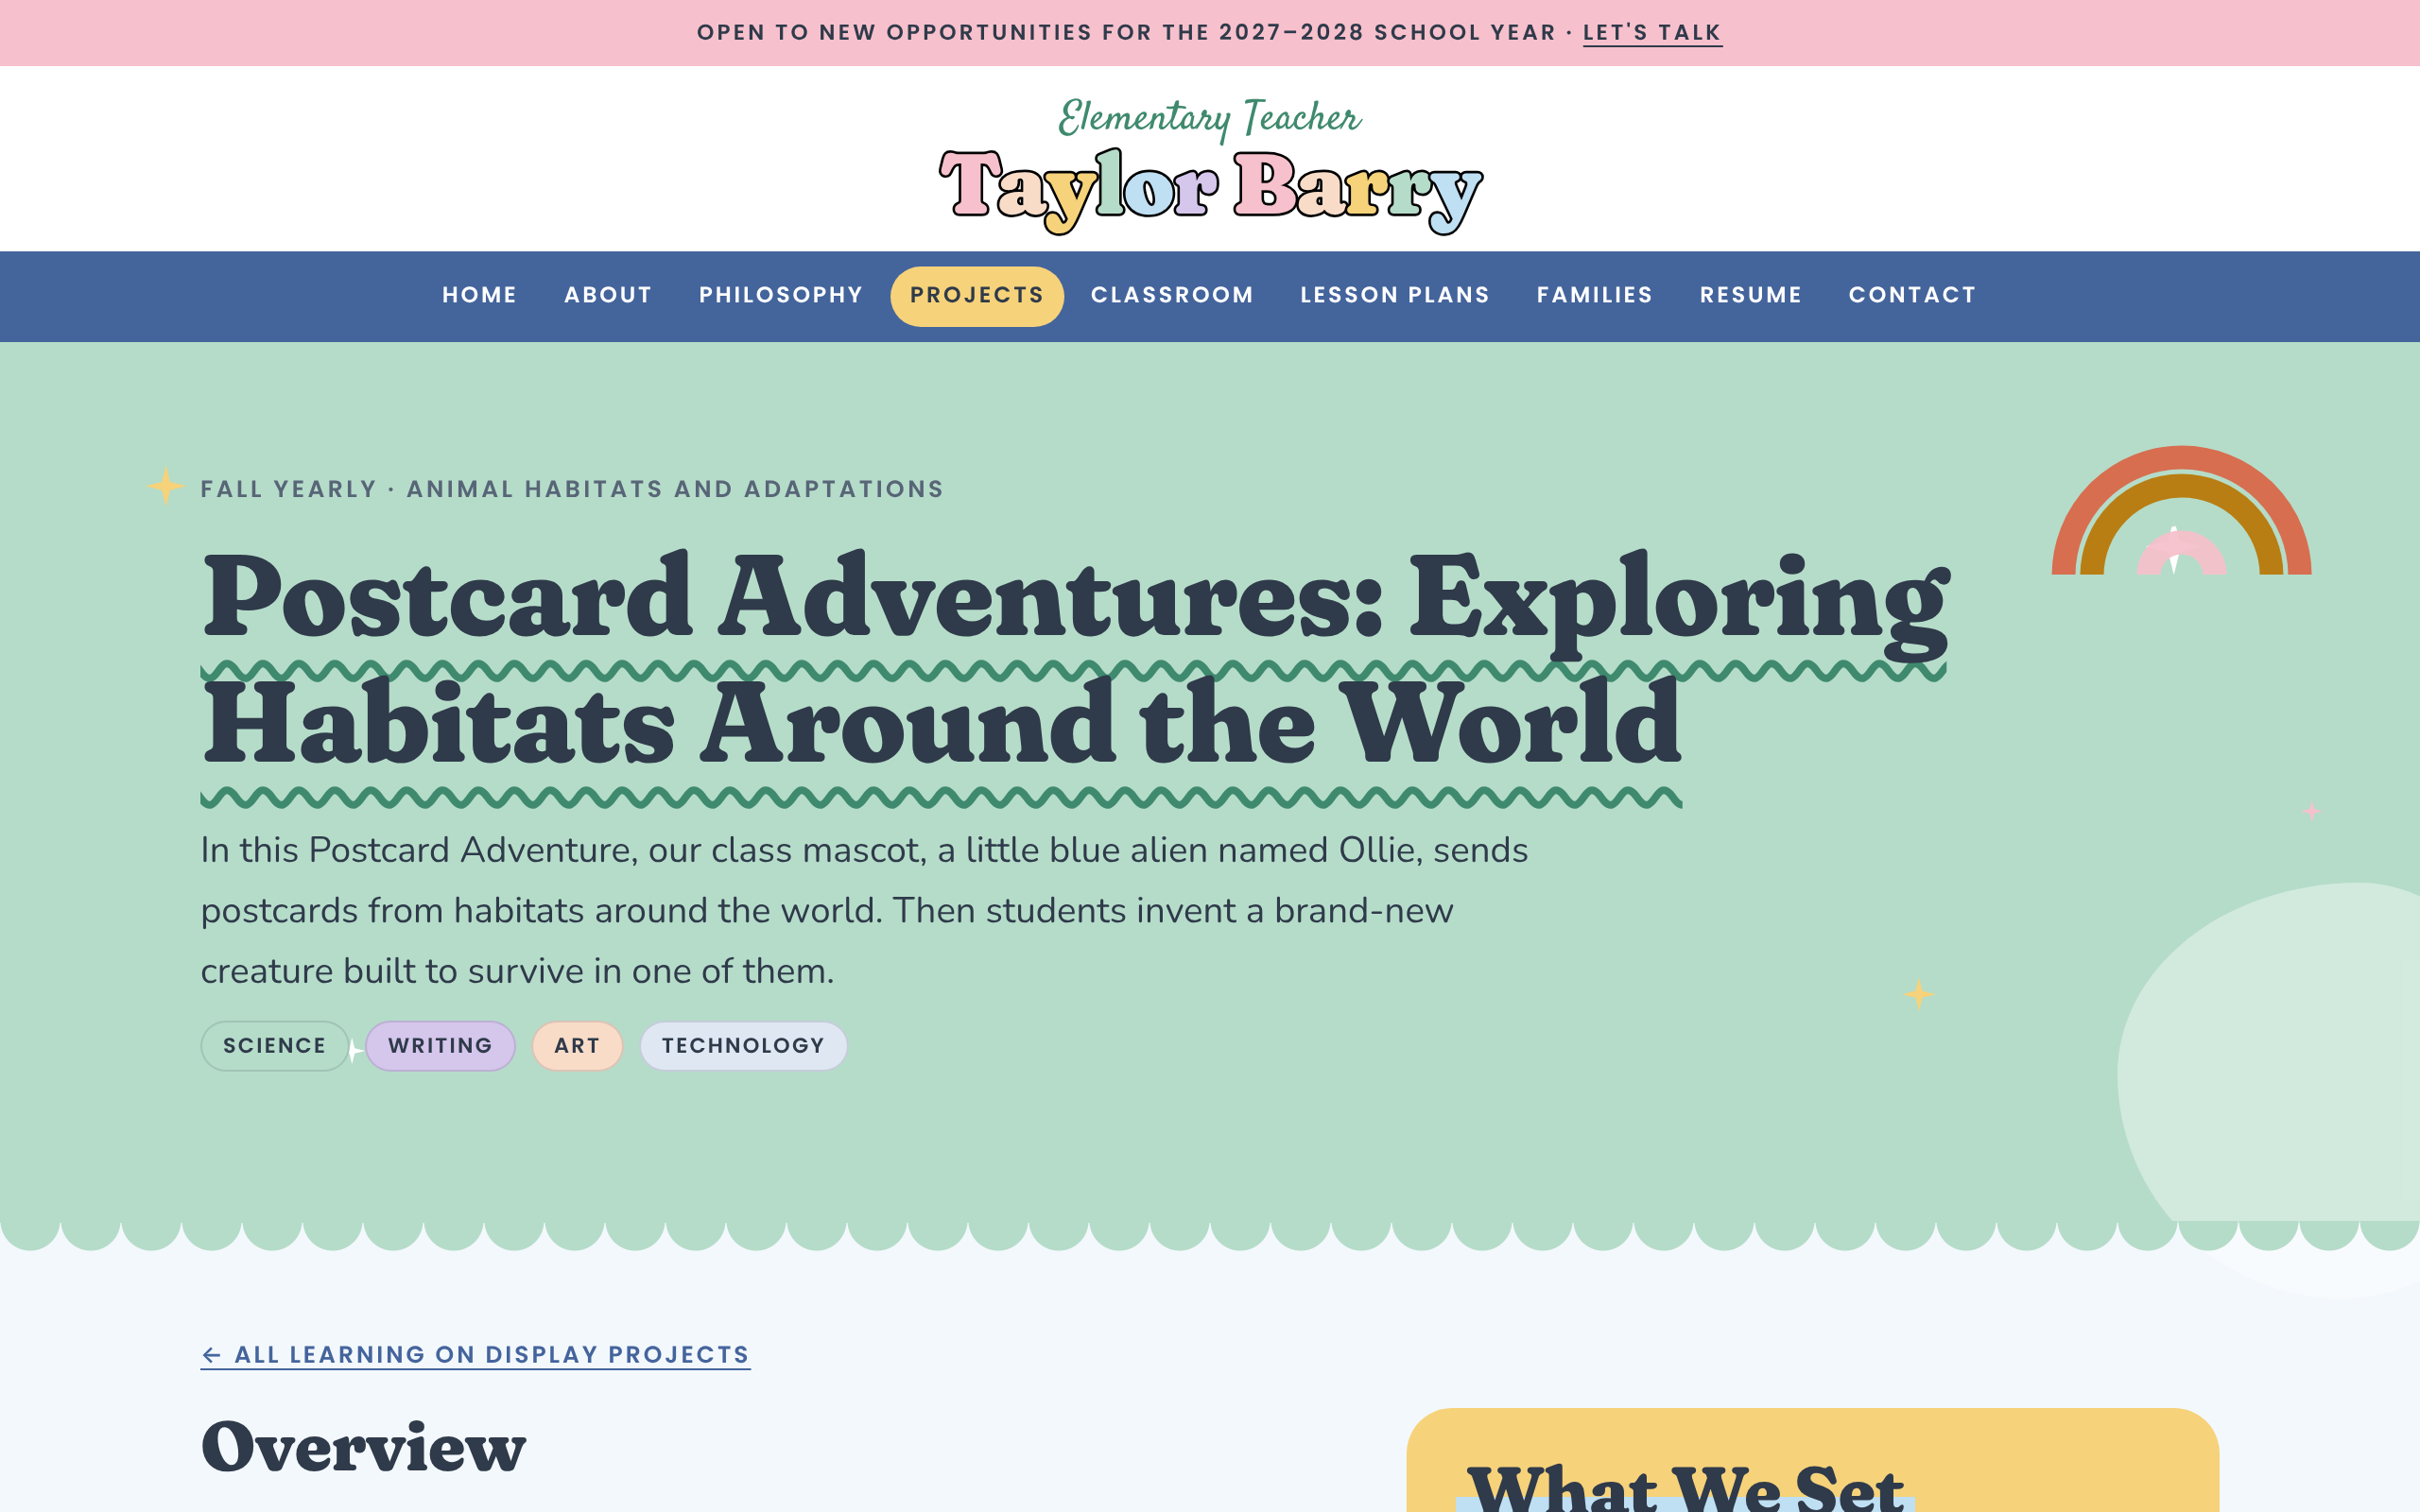 OPEN TO NEW OPPORTUNITIES FOR THE 2027–2028 SCHOOL YEAR · LET'S TALK
Elementary Teacher
Taylor Barry
HOME ABOUT PHILOSOPHY PROJECTS CLASSROOM LESSON PLANS FAMILIES RESUME CONTACT
FALL YEARLY · ANIMAL HABITATS AND ADAPTATIONS
Postcard Adventures: Exploring
Habitats Around the World
In this Postcard Adventure, our class mascot, a little blue alien named Ollie, sends
postcards from habitats around the world. Then students invent a brand-new
creature built to survive in one of them.
SCIENCE WRITING ART TECHNOLOGY
← ALL LEARNING ON DISPLAY PROJECTS
Overview
What We Set